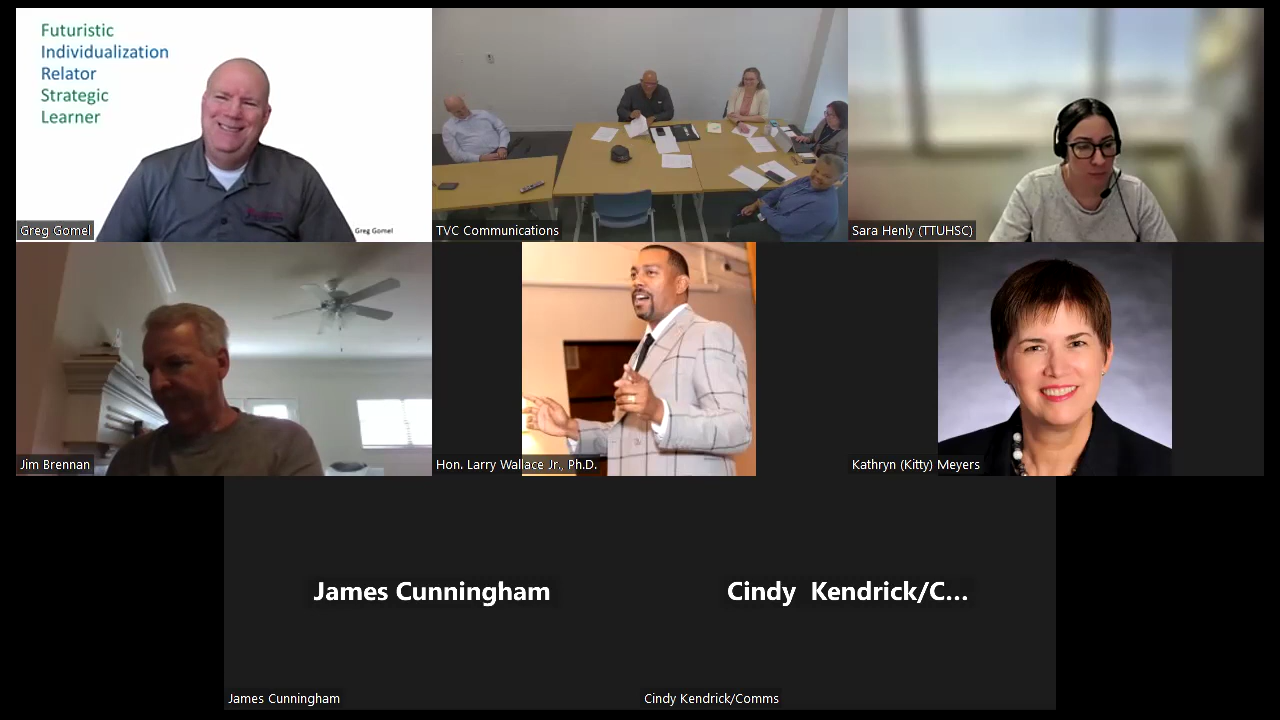 Futuristic
Individualization
Relator
Strategic
Learner
Greg Gomel
Greg Gomel
TVC Communications
Sara Henly (TTUHSC)
Jim Brennan
Hon. Larry Wallace Jr., Ph.D.
Kathryn (Kitty) Meyers
James Cunningham
Cindy Kendrick/C...
James Cunningham
Cindy Kendrick/Comms